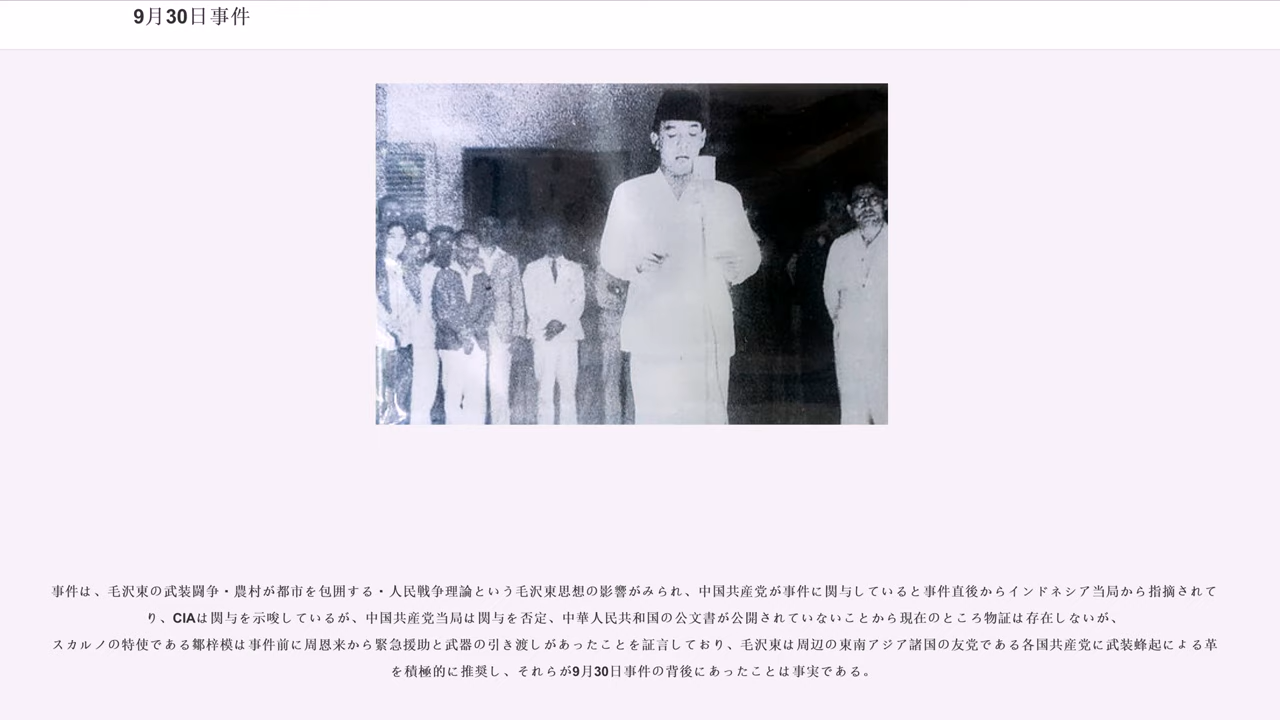 9月30日事件
事件は、毛沢東の武装闘争・農村が都市を包囲する・人民戦争理論という毛沢東思想の影響がみられ、中国共産党が事件に関与していると事件直後からインドネシア当局から指摘されて
り、CIAは関与を示唆しているが、中国共産党当局は関与を否定、中華人民共和国の公文書が公開されていないことから現在のところ物証は存在しないが、
スカルノの特使である鄒梓模は事件前に周恩来から緊急援助と武器の引き渡しがあったことを証言しており、毛沢東は周辺の東南アジア諸国の友党である各国共産党に武装蜂起による革
を積極的に推奨し、それらが9月30日事件の背後にあったことは事実である。